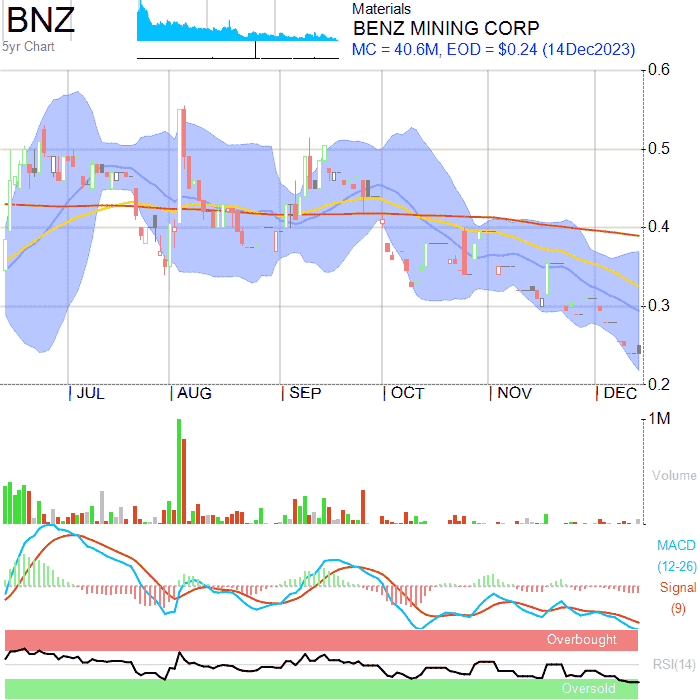 BNZ
5yr Chart
Materials
BENZ MINING CORP
MC = 40.6M, EOD = $0.24 (14Dec2023)
0.6
0.5
0.4
0.3
0.2
JUL AUG SEP OCT NOV DEC
1M
Volume
MACD
(12-26)
Signal
(9)
Overbought
RSI(14)
Oversold